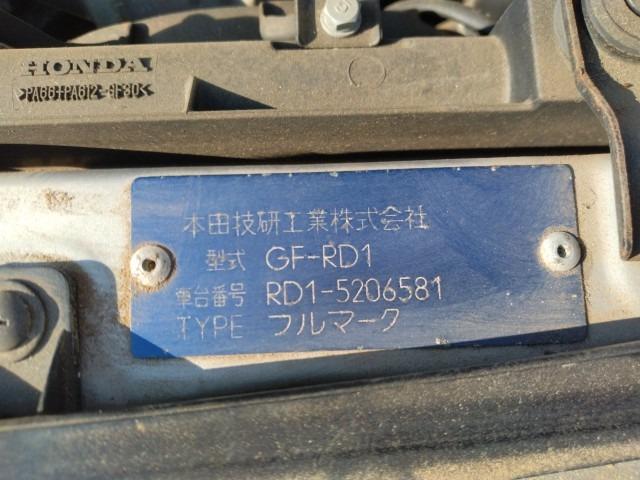 HONDA
>PA66+PA612-GF30<
本田技研工業株式会社
型式 GF-RD1
車台番号 RD1-5206581
TYPE フルマーク